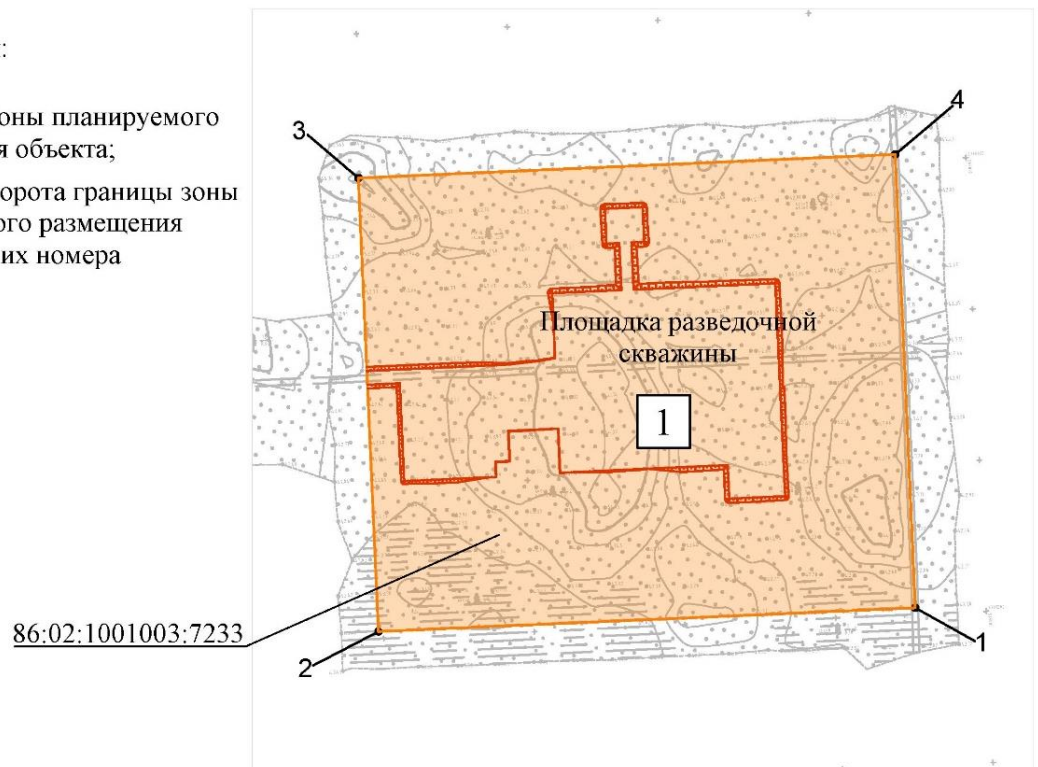 :
оны планируемого
я объекта;
орота границы зоны
ого размещения
их номера
3
4
Площадка разведочной
скважины
1
86:02:1001003:7233
2
1